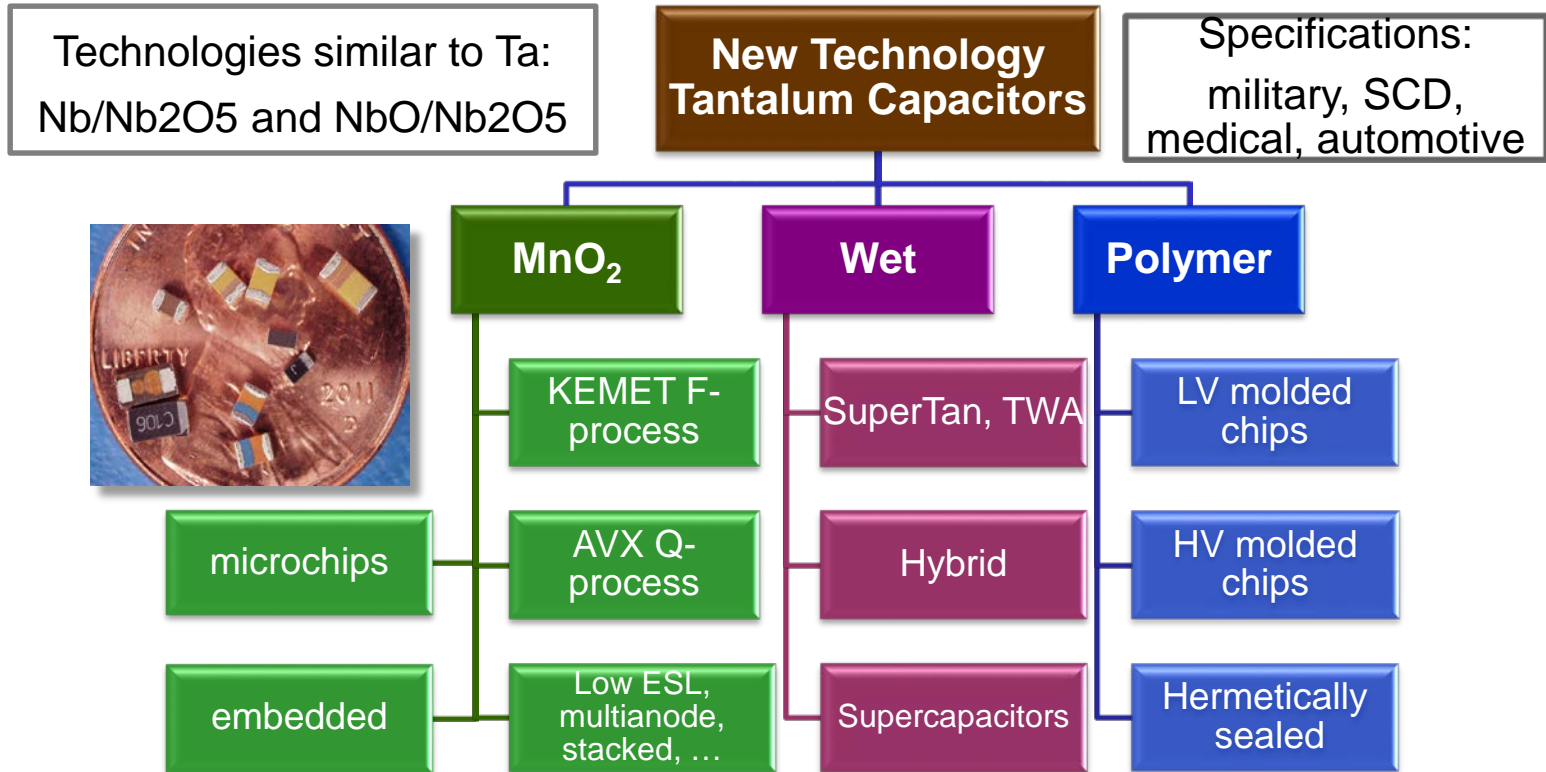 Technologies similar to Ta:
Nb/Nb2O5 and NbO/Nb2O5
New Technology
Tantalum Capacitors
Specifications:
military, SCD,
medical, automotive
MnO₂
Wet
Polymer
LIBERTY
2011
D
C106
KEMET F-
process
SuperTan, TWA
LV molded
chips
microchips
AVX Q-
process
Hybrid
HV molded
chips
embedded
Low ESL,
multianode,
stacked, …
Supercapacitors
Hermetically
sealed